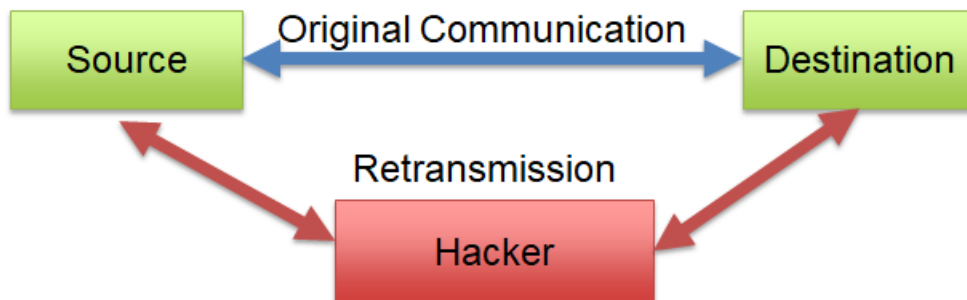 Original Communication
Source
Destination
Retransmission
Hacker